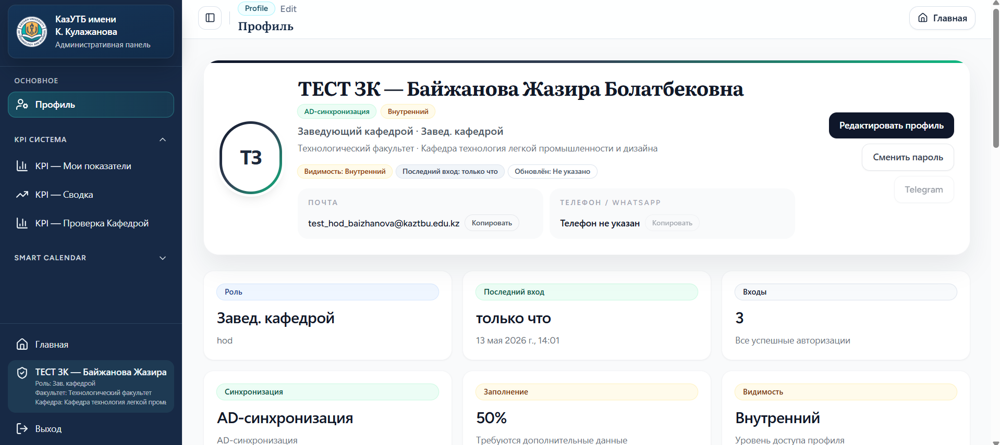 КазУТБ имени
К. Кулажанова
Административная панель
ОСНОВНОЕ
Профиль
KPI СИСТЕМА
KPI — Мои показатели
KPI — Сводка
KPI — Проверка Кафедрой
SMART CALENDAR
Главная
ТЕСТ ЗК — Байжанова Жазира
Роль: Зав. кафедрой
Факультет: Технологический факультет
Кафедра: Кафедра технология легкой
Выход
Profile Edit
Профиль
Главная
ТЕСТ ЗК — Байжанова Жазира Болатбековна
AD-синхронизация Внутренний
Заведующий кафедрой · Завед. кафедрой
Технологический факультет · Кафедра технология легкой промышленности и дизайна
ТЗ
Видимость: Внутренний Последний вход: только что Обновлён: Не указано
ПОЧТА
test_hod_baizhanova@kaztbu.edu.kz Копировать
ТЕЛЕФОН / WHATSAPP
Телефон не указан Копировать
Редактировать профиль
Сменить пароль
Telegram
Роль
Завед. кафедрой
hod
Последний вход
только что
13 мая 2026 г., 14:01
Входы
3
Все успешные авторизации
Синхронизация
AD-синхронизация
AD-синхронизация
Заполнение
50%
Требуются дополнительные данные
Видимость
Внутренний
Уровень доступа профиля